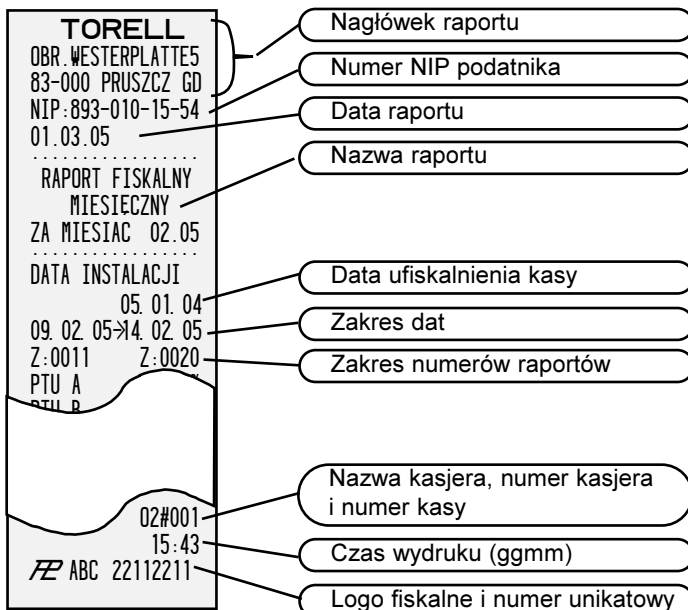 TORELL
OBR.WESTERPLATTE5
83-000 PRUSZCZ GD
NIP:893-010-15-54
01.03.05
RAPORT FISKALNY
MIESIĘCZNY
ZA MIESIAC 02.05
DATA INSTALACJI
05.01.04
09.02.05→14.02.05
Z:0011 Z:0020
PTU A
PTU B
02#001
15:43
ABC 22112211
Nagłówek raportu
Numer NIP podatnika
Data raportu
Nazwa raportu
Data ufiskalnienia kasy
Zakres dat
Zakres numerów raportów
Nazwa kasjera, numer kasjera
i numer kasy
Czas wydruku (ggmm)
Logo fiskalne i numer unikatowy